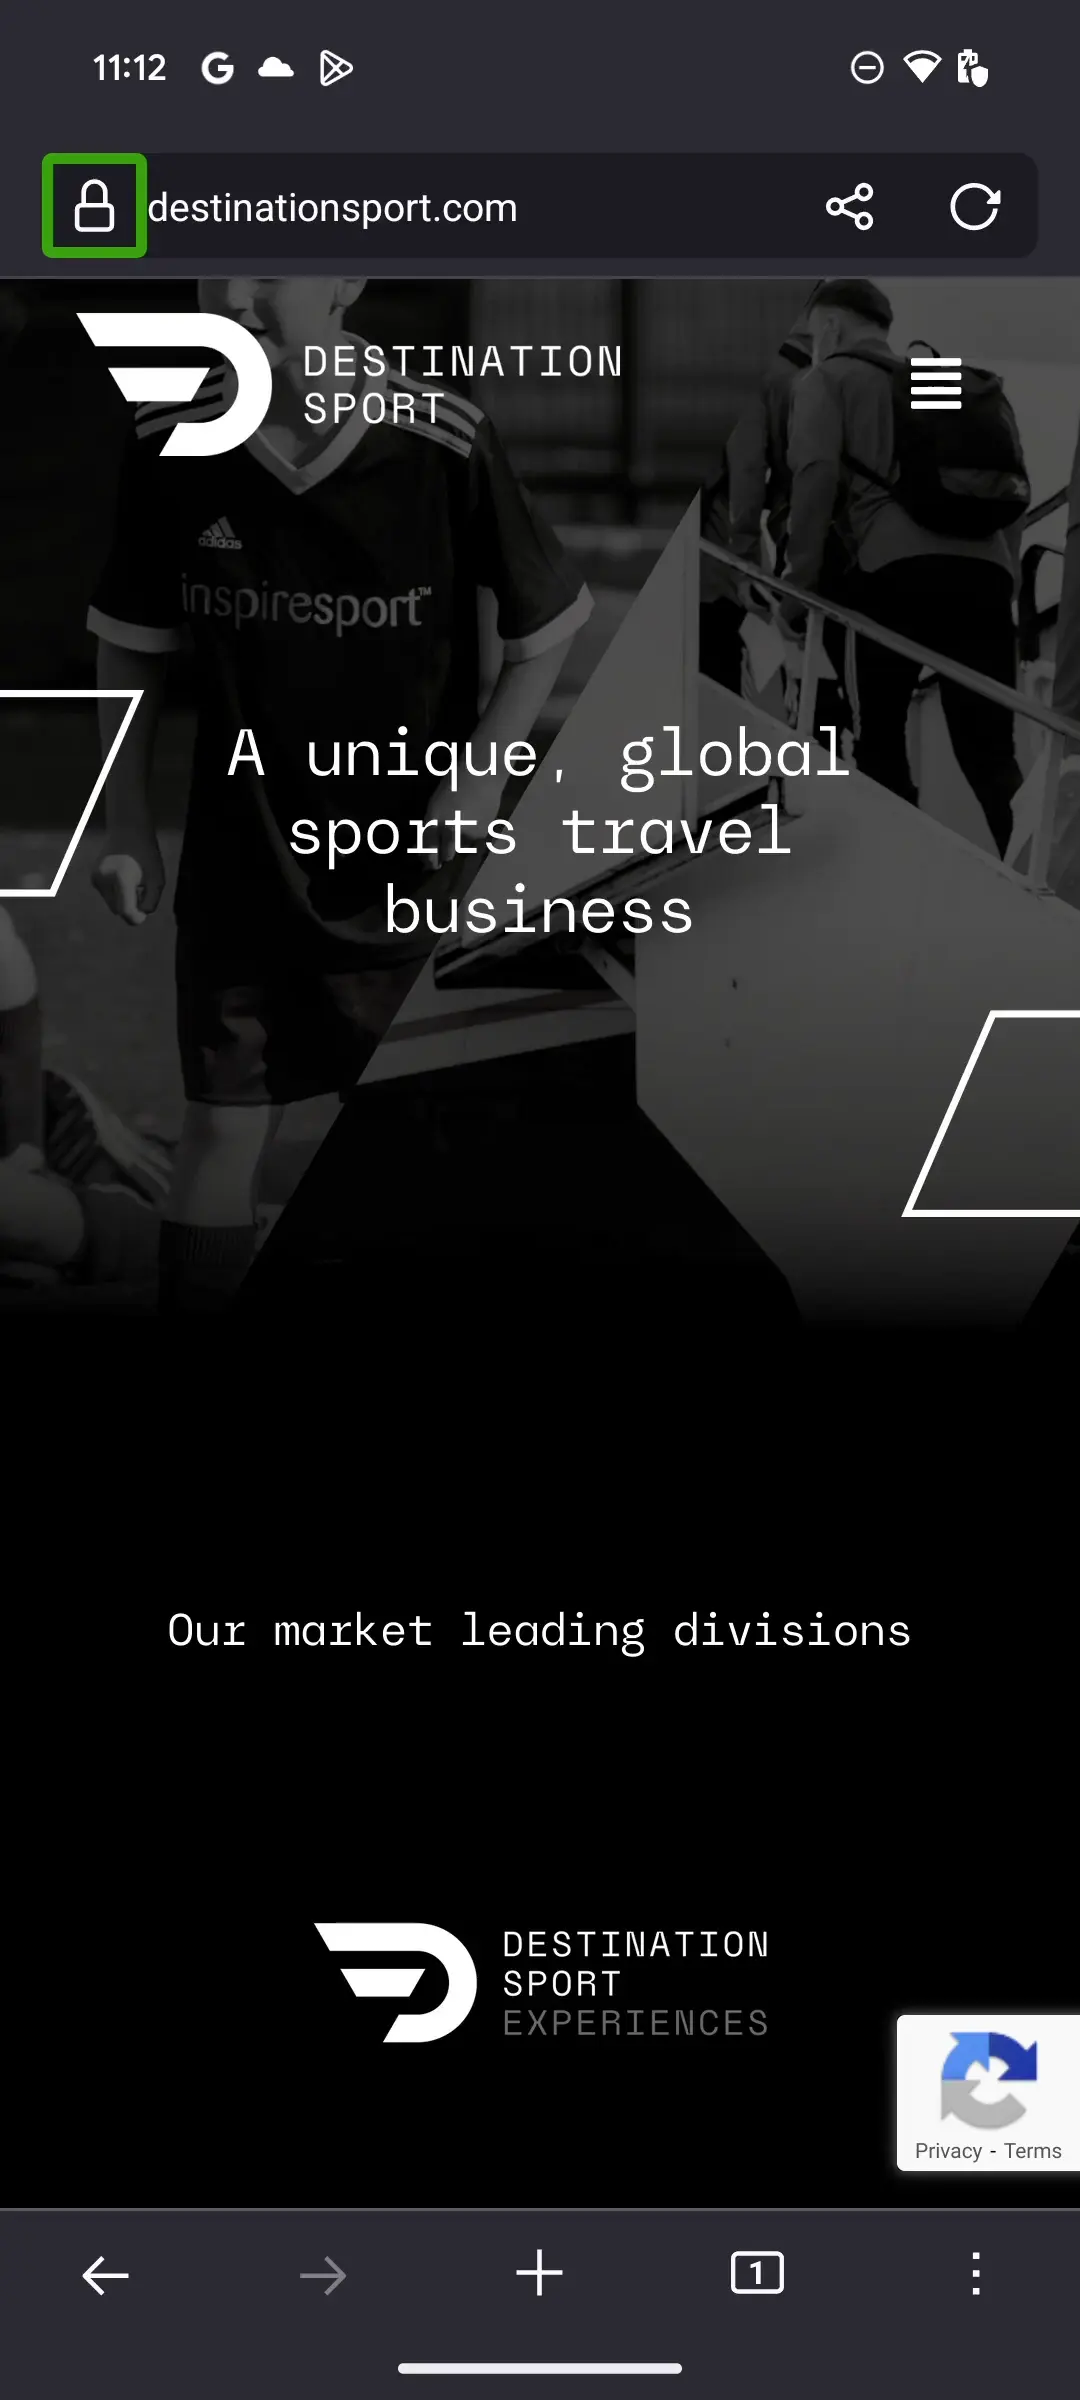 11:12
destinationsport.com
DESTINATION
SPORT
adidas
inspiresport™
A unique, global
sports travel
business
Our market leading divisions
DESTINATION
SPORT
EXPERIENCES
Privacy - Terms
1